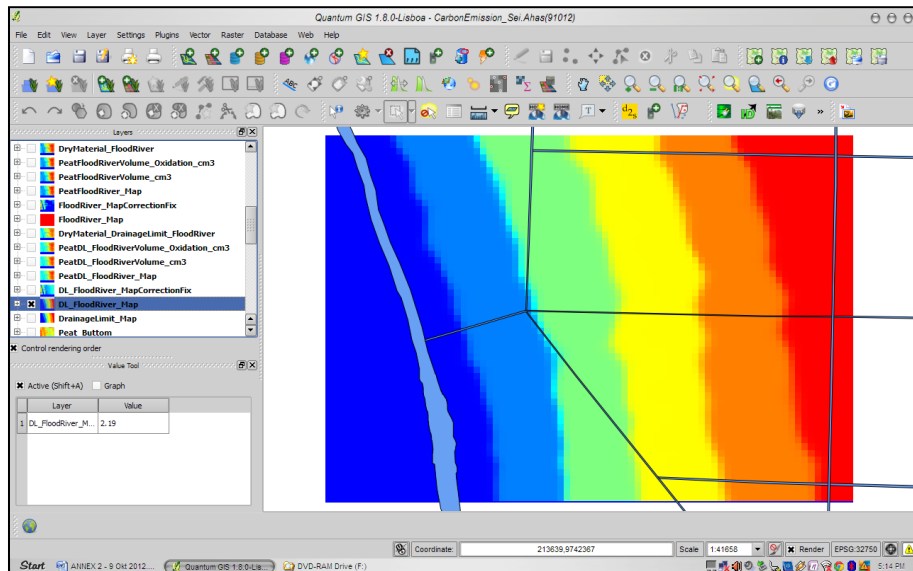 Quantum GIS 1.8.0-Lisboa - CarbonEmission_Sei.Ahas(91012)
File Edit View Layer Settings Plugins Vector Raster Database Web Help
Layers
DryMaterial_FloodRiver
PeatFloodRiverVolume_Oxidation_cm3
PeatFloodRiverVolume_cm3
PeatFloodRiver_Map
FloodRiver_MapCorrectionFix
FloodRiver_Map
DryMaterial_DrainageLimit_FloodRiver
PeatDL_FloodRiverVolume_Oxidation_cm3
PeatDL_FloodRiverVolume_cm3
PeatDL_FloodRiver_Map
DL_FloodRiver_MapCorrectionFix
DL_FloodRiver_Map
DrainageLimit_Map
Peat_Buttom
Control rendering order
Value Tool
Active (Shift+A) Graph
Layer Value
1 DL_FloodRiver_M... 2.19
Coordinate: 213639,9742367 Scale 1:41658 Render EPSG:32750
Start ANNEX 2 - 9 Okt 2012.... Quantum GIS 1.8.0-Lis... DVD-RAM Drive (F:) 5:14 PM